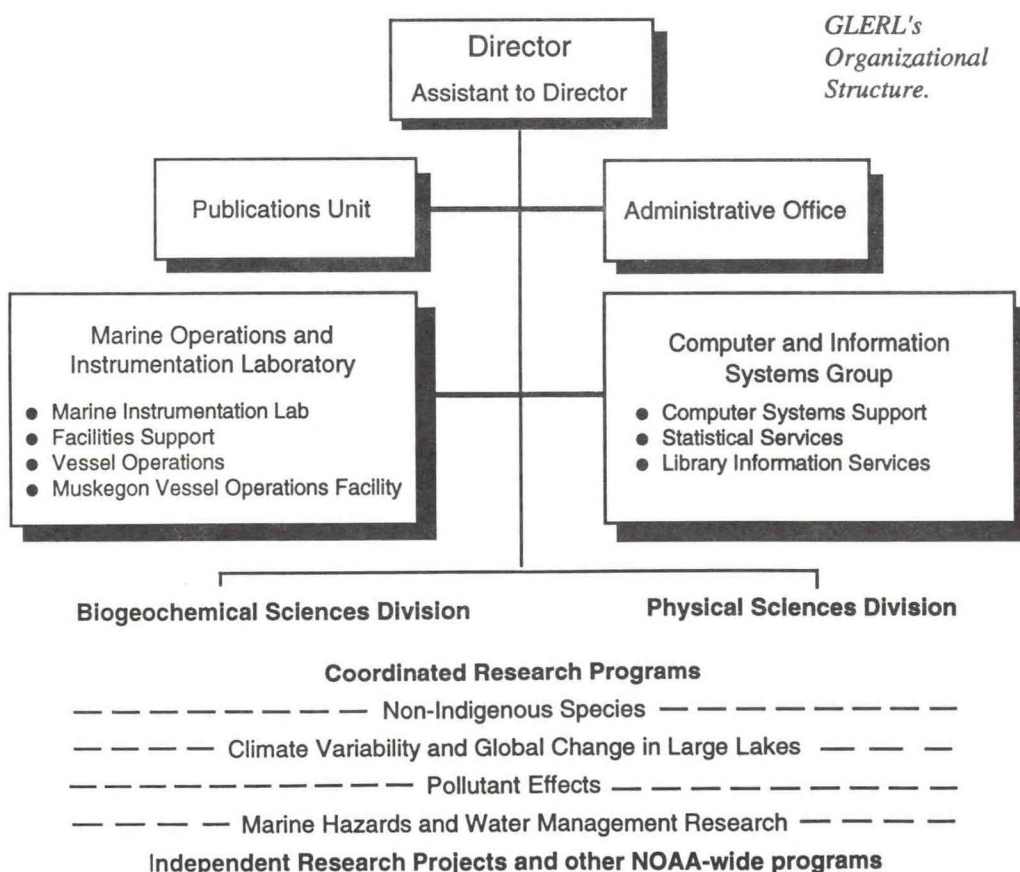 GLERL's
Organizational
Structure.
Director
Assistant to Director
Publications Unit
Administrative Office
Marine Operations and
Instrumentation Laboratory
● Marine Instrumentation Lab
● Facilities Support
● Vessel Operations
● Muskegon Vessel Operations Facility
Computer and Information
Systems Group
● Computer Systems Support
● Statistical Services
● Library Information Services
Biogeochemical Sciences Division
Physical Sciences Division
Coordinated Research Programs
Non-Indigenous Species
Climate Variability and Global Change in Large Lakes
Pollutant Effects
Marine Hazards and Water Management Research
Independent Research Projects and other NOAA-wide programs